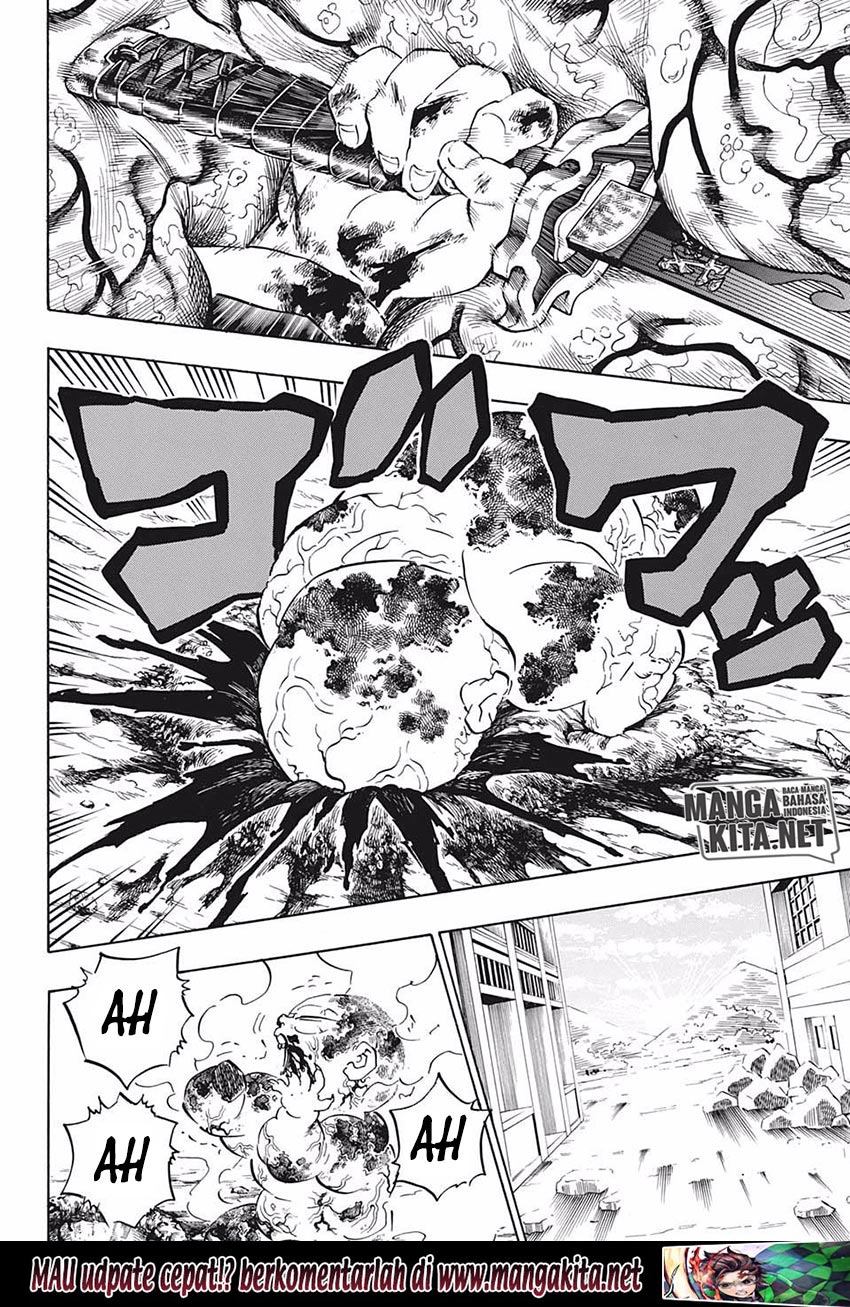 ゴフッ
MANGA
KITA.NET
BACA MANGA
BAHASA
INDONESIA
AH
AH
AH
MAU udpate cepat!? berkomentarlah di www.mangakita.net